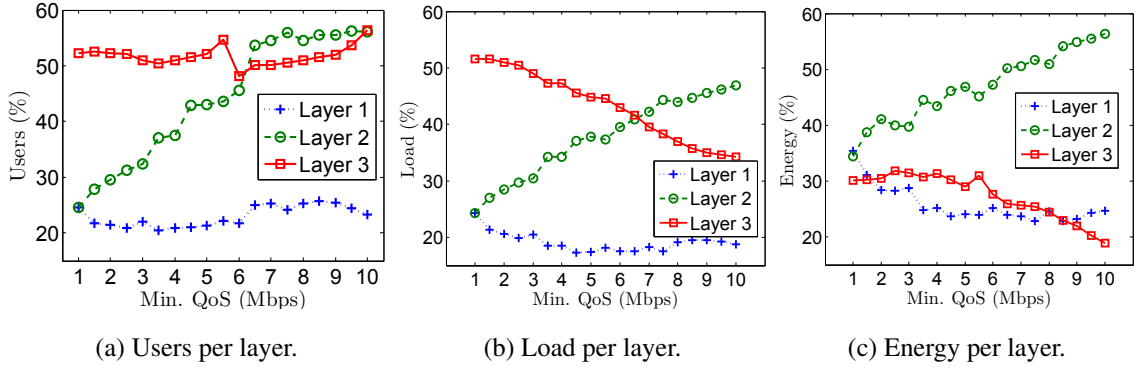 60
50
40
30
20
Users (%)
Layer 1
Layer 2
Layer 3
1 2 3 4 5 6 7 8 9 10
Min. QoS (Mbps)
(a) Users per layer.
60
50
40
30
20
Load (%)
Layer 1
Layer 2
Layer 3
1 2 3 4 5 6 7 8 9 10
Min. QoS (Mbps)
(b) Load per layer.
60
50
40
30
20
Energy (%)
Layer 1
Layer 2
Layer 3
1 2 3 4 5 6 7 8 9 10
Min. QoS (Mbps)
(c) Energy per layer.